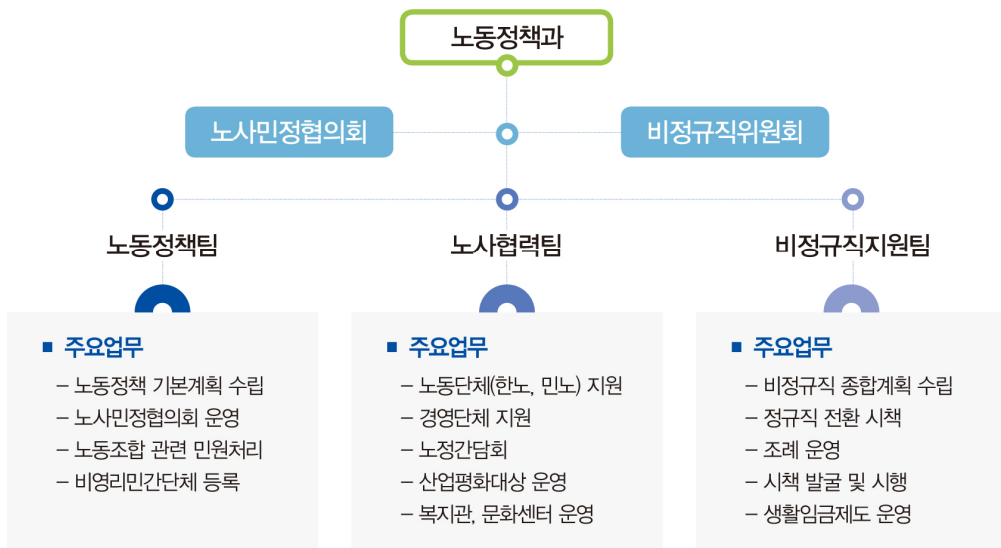 노동정책과
노사민정협의회
비정규직위원회
노동정책팀
노사협력팀
비정규직지원팀
■ 주요업무
– 노동정책 기본계획 수립
– 노사민정협의회 운영
– 노동조합 관련 민원처리
– 비영리민간단체 등록
■ 주요업무
– 노동단체(한노, 민노) 지원
– 경영단체 지원
– 노정간담회
– 산업평화대상 운영
– 복지관, 문화센터 운영
■ 주요업무
– 비정규직 종합계획 수립
– 정규직 전환 시책
– 조례 운영
– 시책 발굴 및 시행
– 생활임금제도 운영